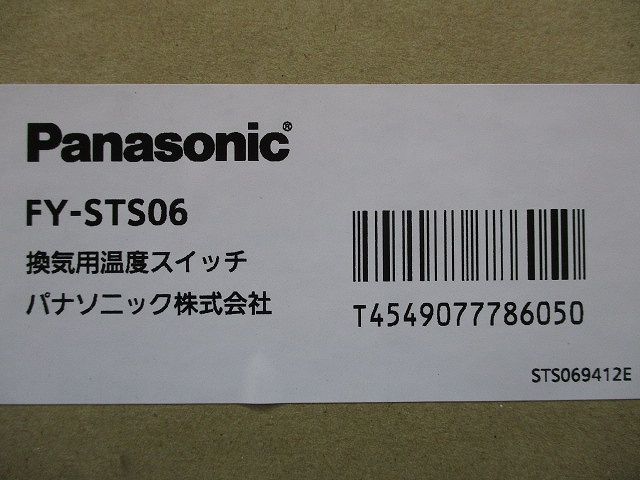 Panasonic®
FY-STS06
換気用温度スイッチ
パナソニック株式会社
T4549077786050
STS069412E